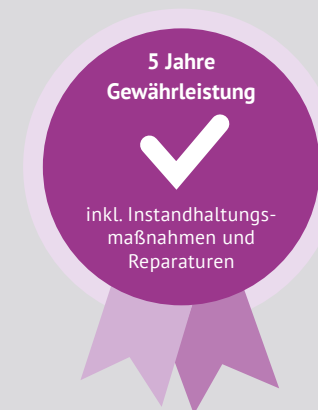 5 Jahre
Gewährleistung
inkl. Instandhaltungs-
maßnahmen und
Reparaturen